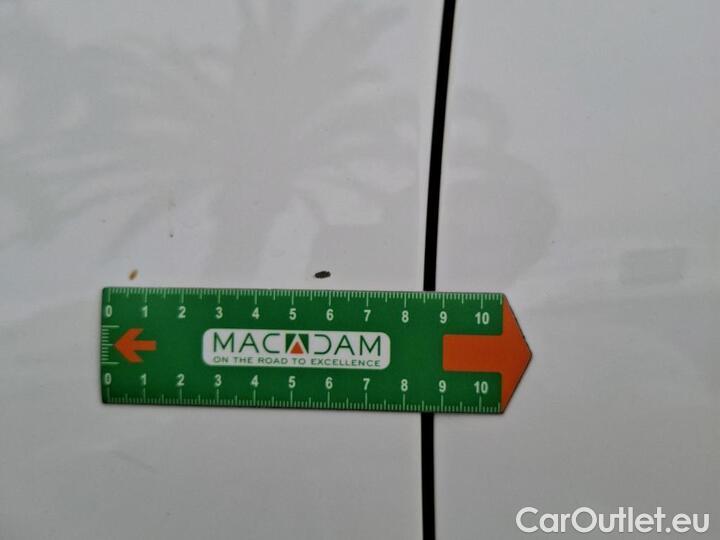 0 1 2 3 4 5 6 7 8 9 10
MACADAM
ON THE ROAD TO EXCELLENCE
0 1 2 3 4 5 6 7 8 9 10
CarOutlet.eu